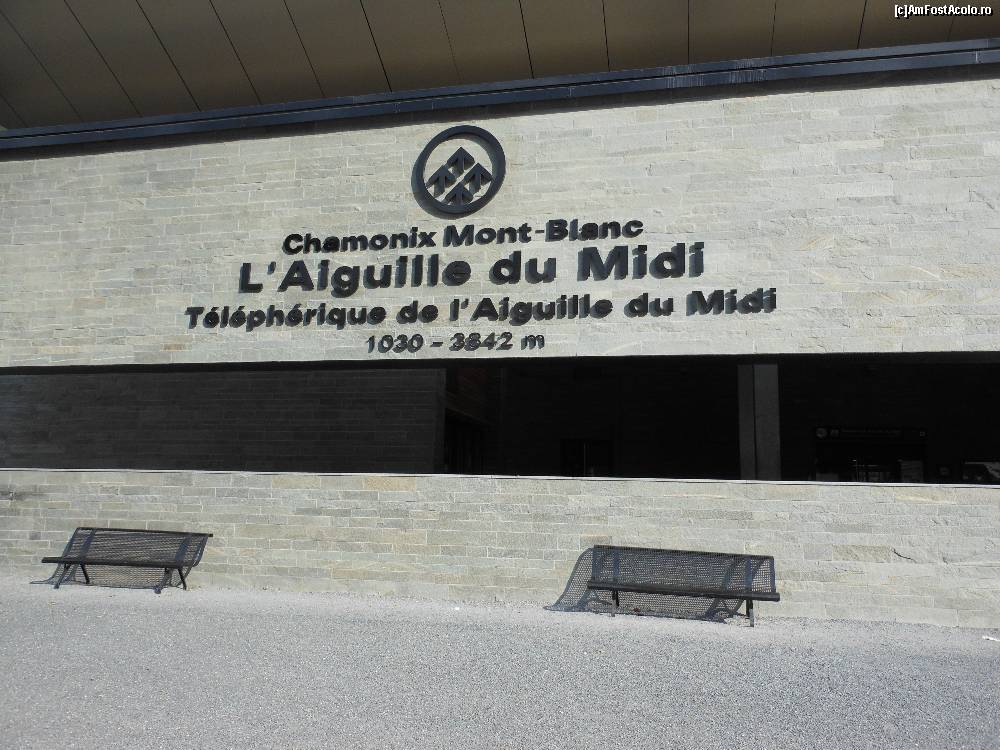 [c]AmFostAcolo.ro
Chamonix Mont-Blanc
L'Aiguille du Midi
Téléphérique de l'Aiguille du Midi
1030 - 3842 m